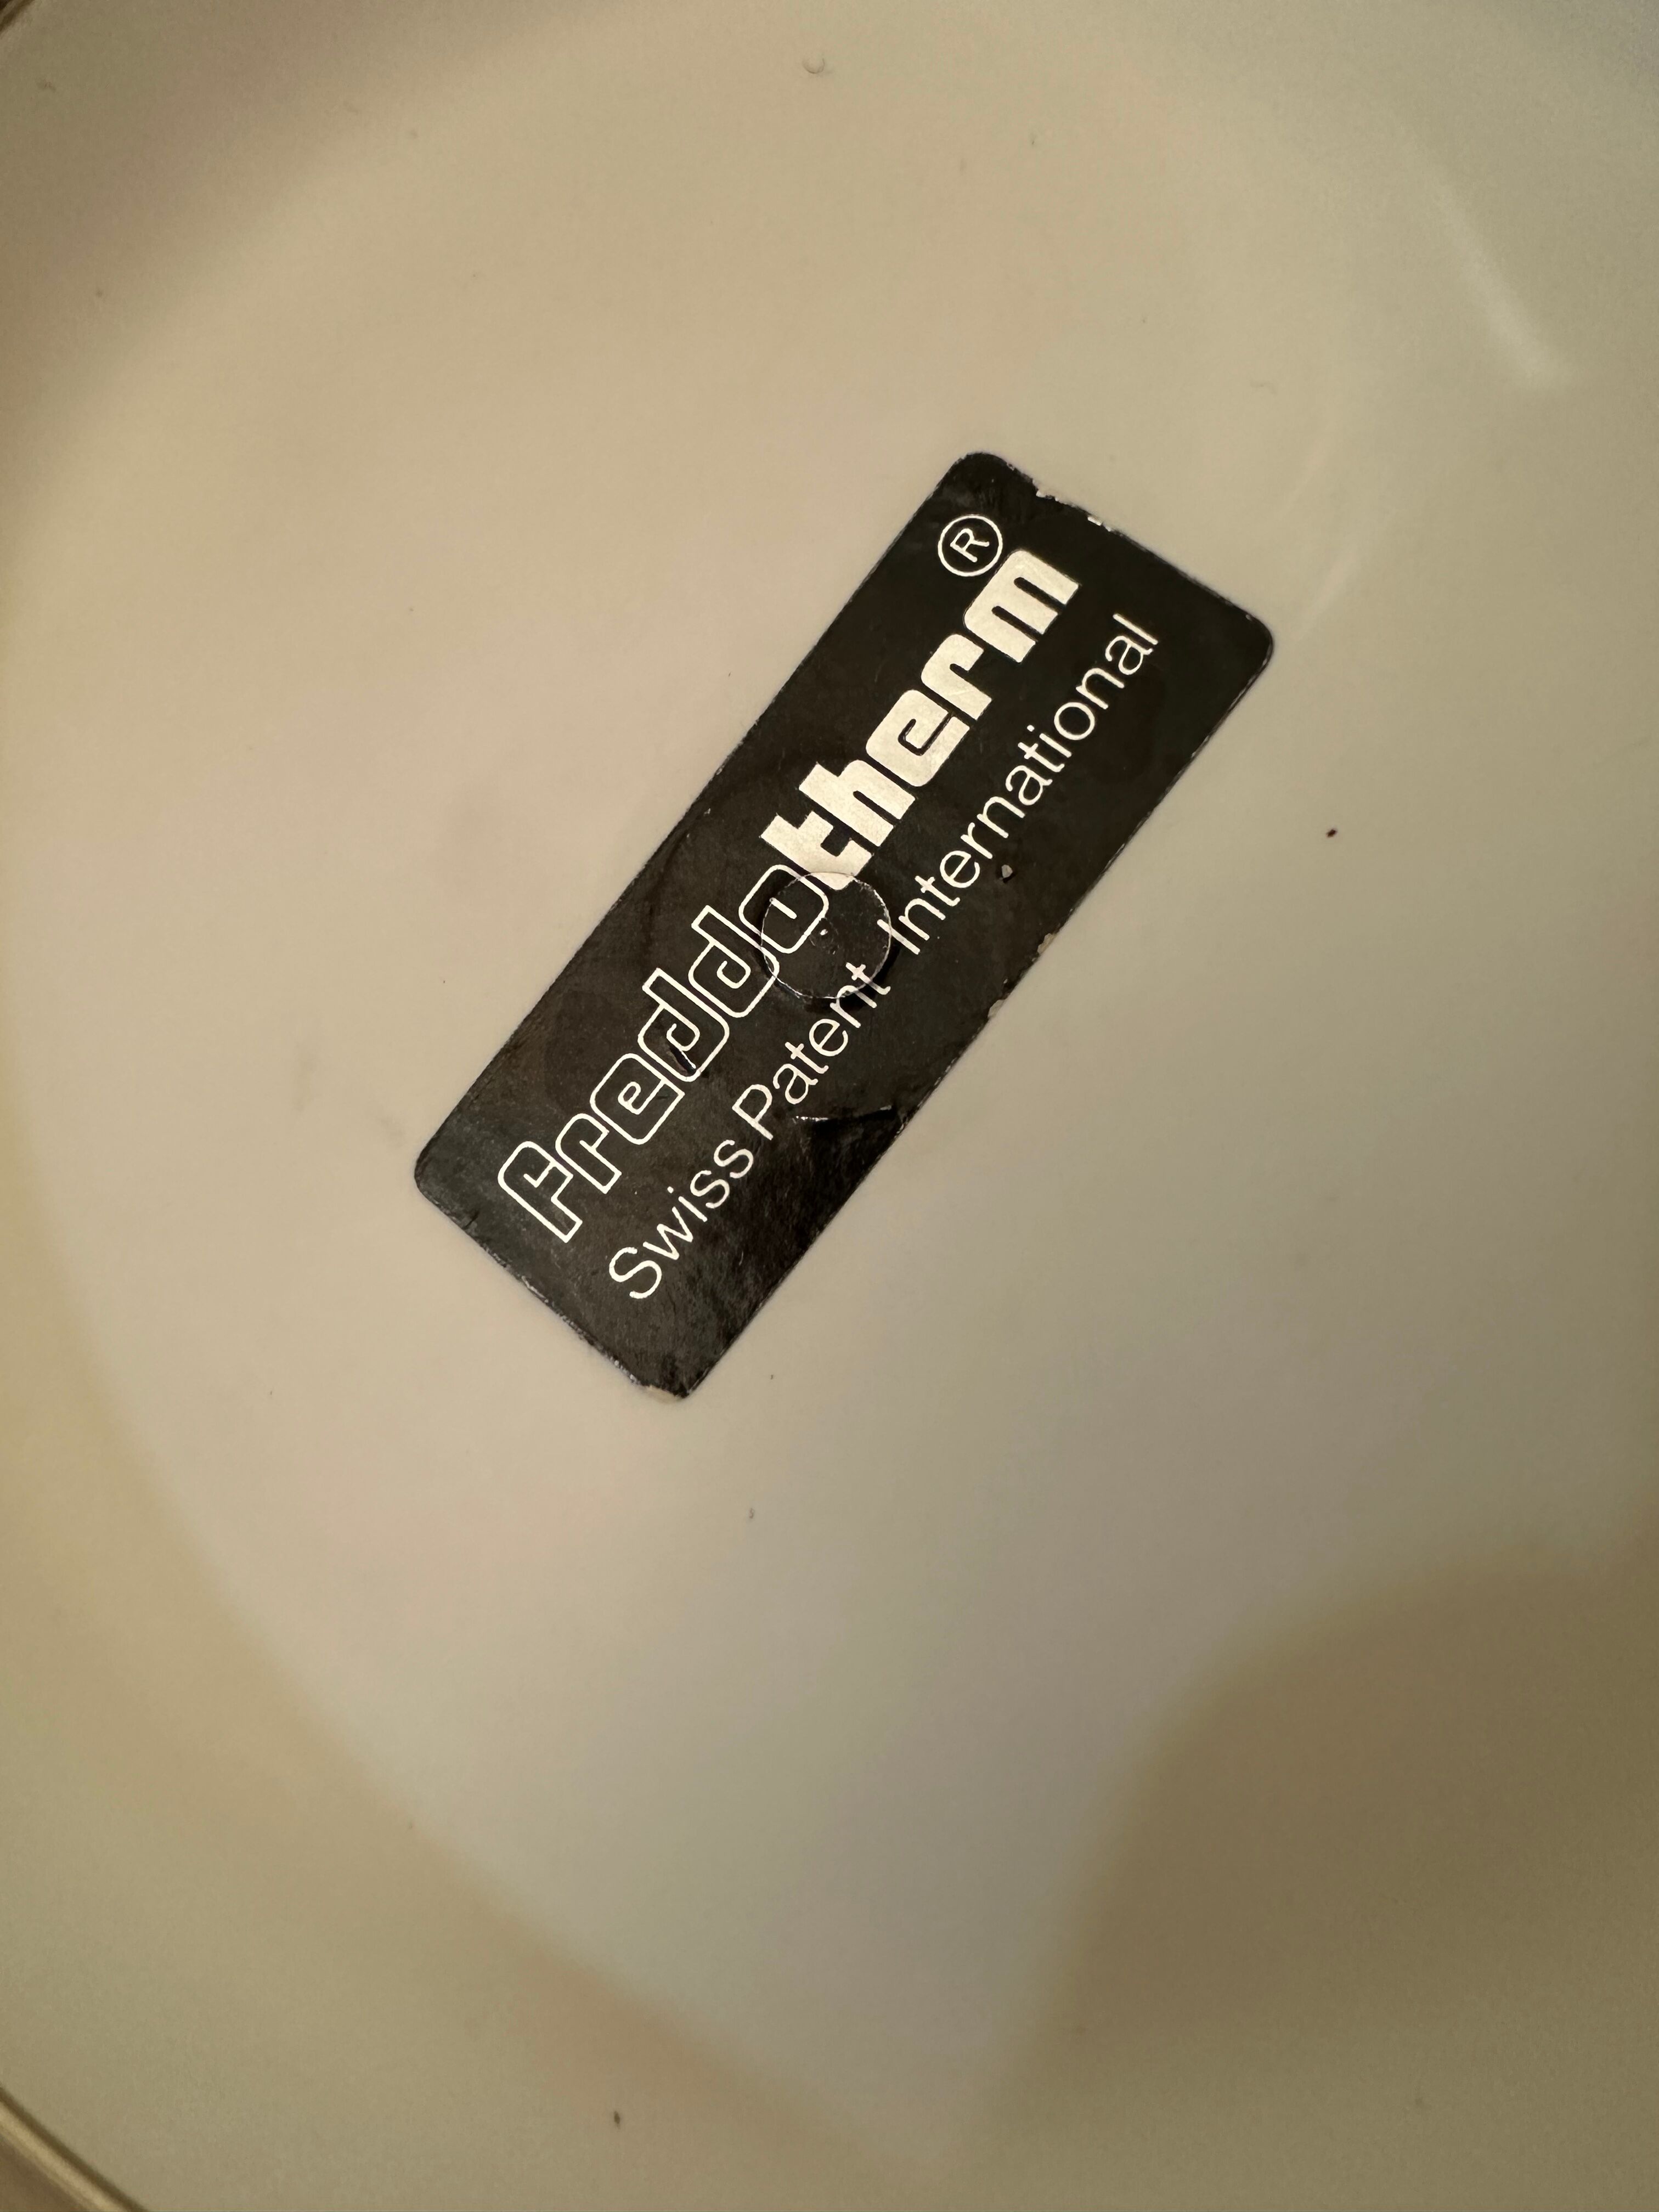 freddotherm®
Swiss Patent International